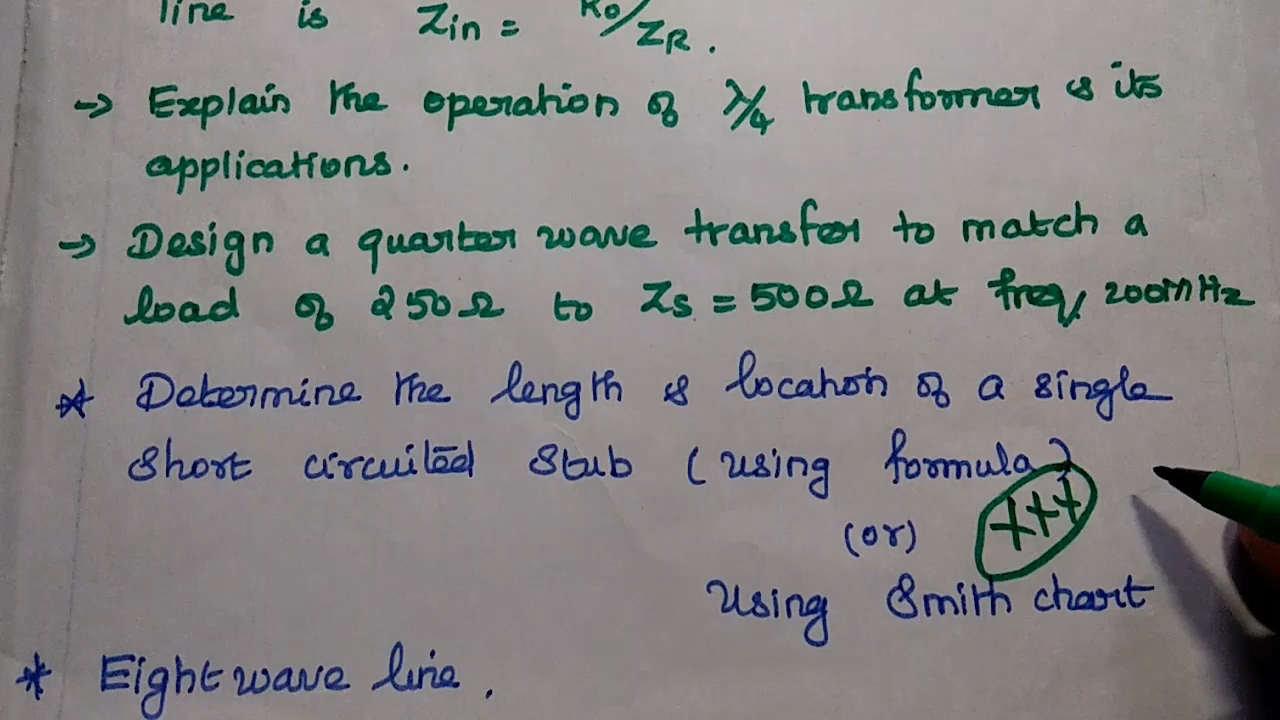 line is Zin = Ro/ZR.
→ Explain the operation of λ/4 transformer & its
applications.
→ Design a quarter wave transfor to match a
load of 250Ω to Zs = 500Ω at freq, 200mHz
* Determine the length & location of a single
short circuited stub (using formula)
(or) +++
Using Smith chart
* Eight wave line.